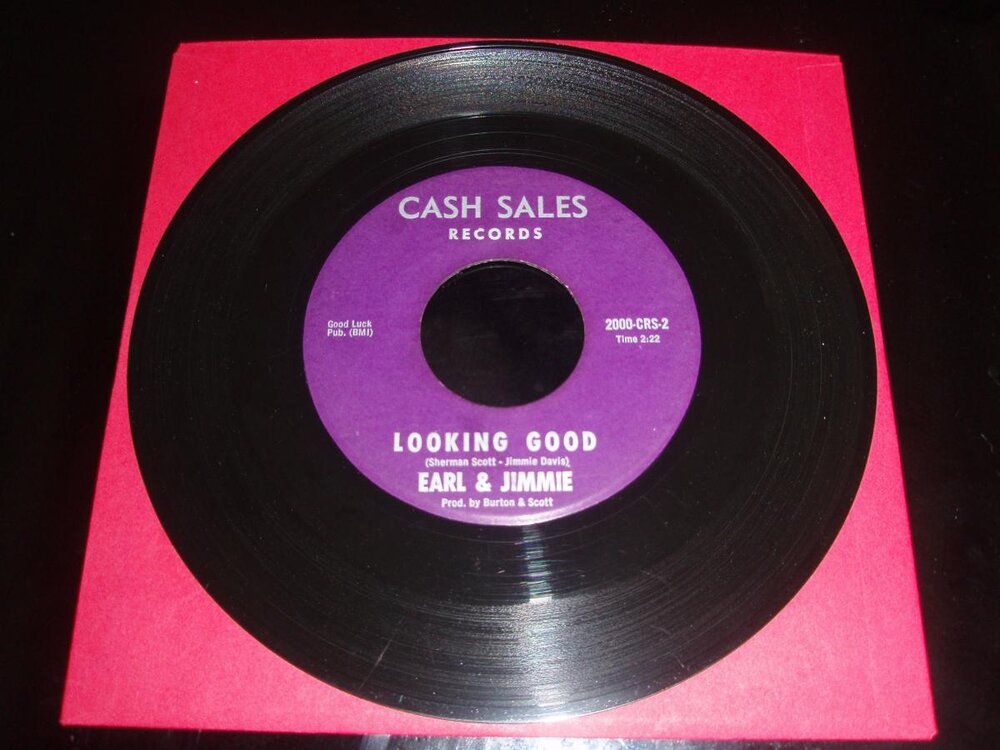 CASH SALES
RECORDS
Good Luck
Pub. (BMI)
2000-CRS-2
Time 2:22
LOOKING GOOD
(Sherman Scott - Jimmie Davis)
EARL & JIMMIE
Prod. by Burton & Scott